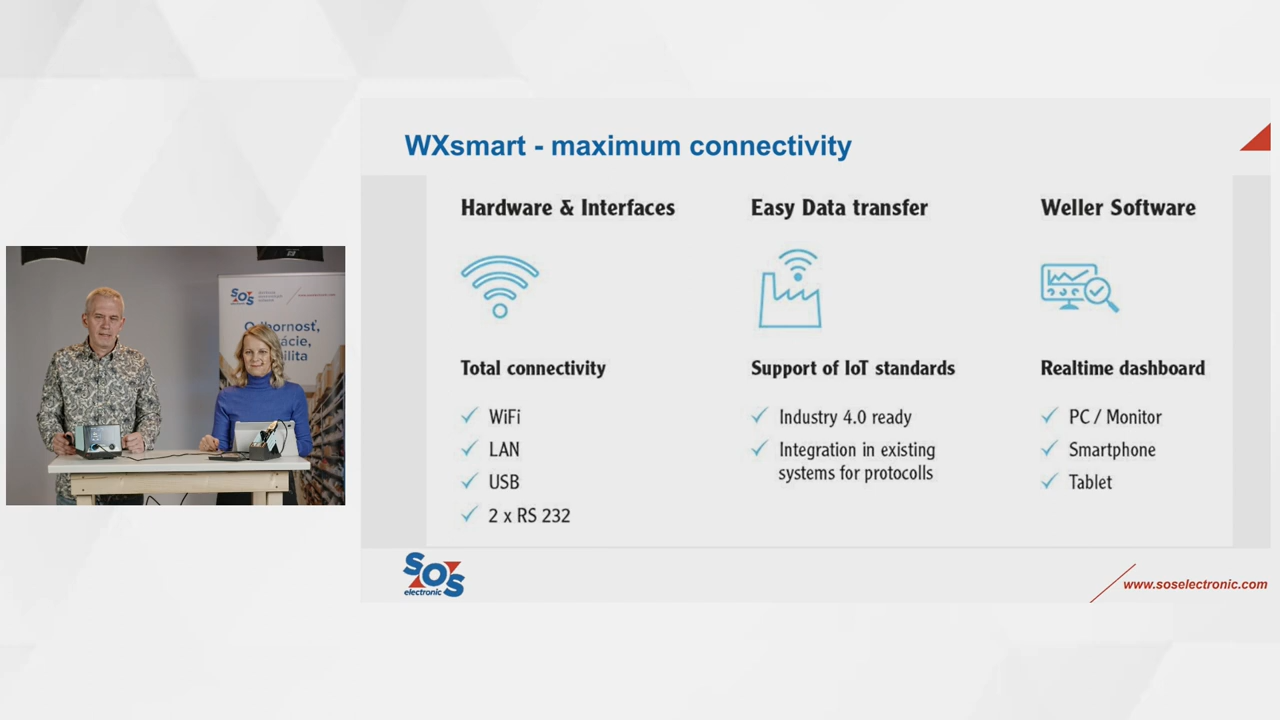 WXsmart - maximum connectivity
Hardware & Interfaces
Total connectivity
WiFi
LAN
USB
2 x RS 232
Easy Data transfer
Support of IoT standards
Industry 4.0 ready
Integration in existing
systems for protocolls
Weller Software
Realtime dashboard
PC / Monitor
Smartphone
Tablet
SOS
electronic
www.soselectronic.com
SOS